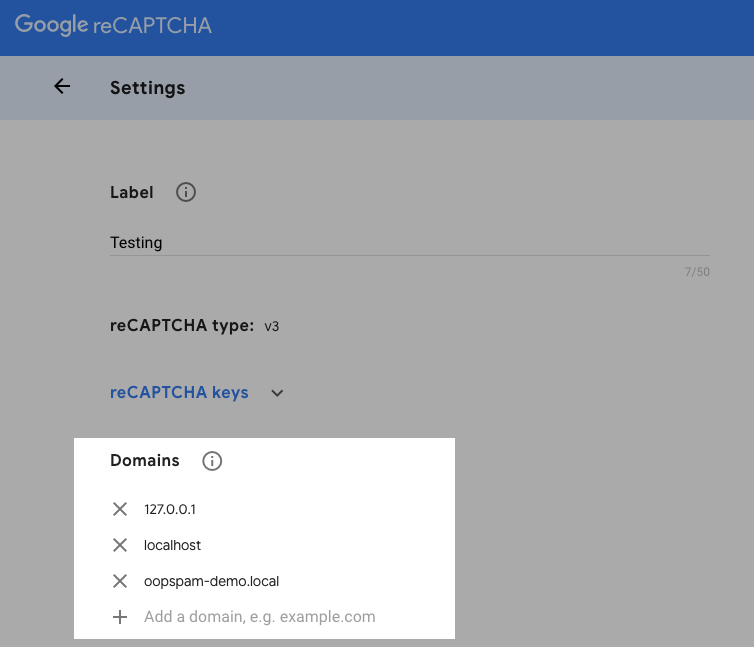 Google reCAPTCHA
Settings
Label
Testing
7/50
reCAPTCHA type: v3
reCAPTCHA keys
Domains
127.0.0.1
localhost
oopspam-demo.local
Add a domain, e.g. example.com